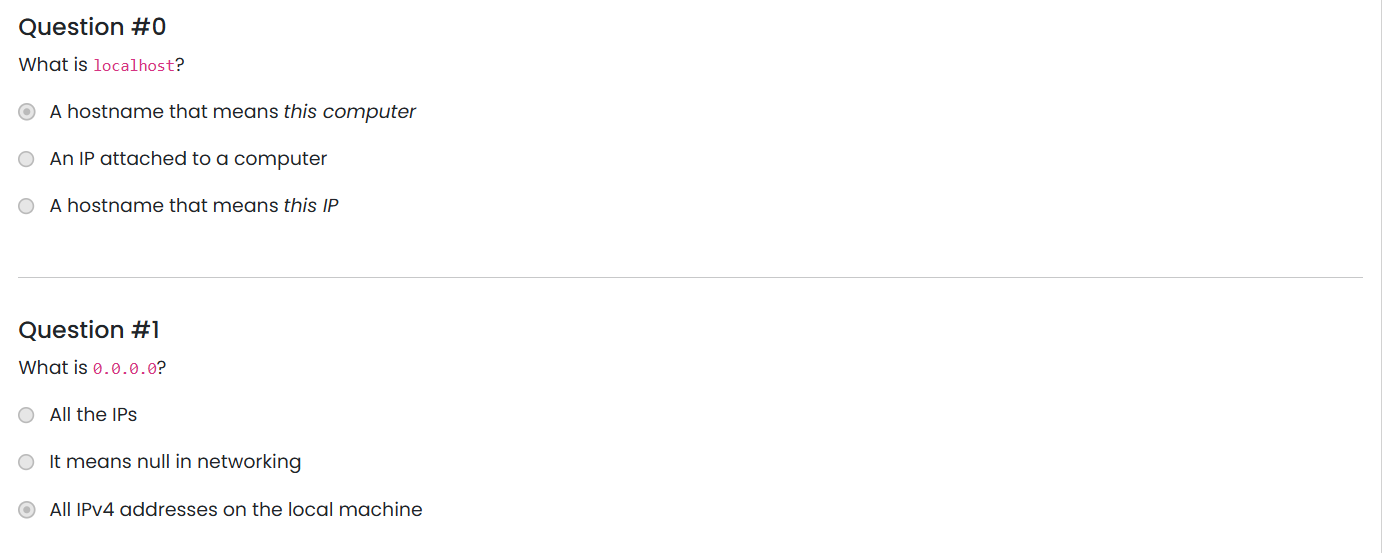 Question #0
What is localhost?
A hostname that means this computer
An IP attached to a computer
A hostname that means this IP
Question #1
What is 0.0.0.0?
All the IPs
It means null in networking
All IPv4 addresses on the local machine